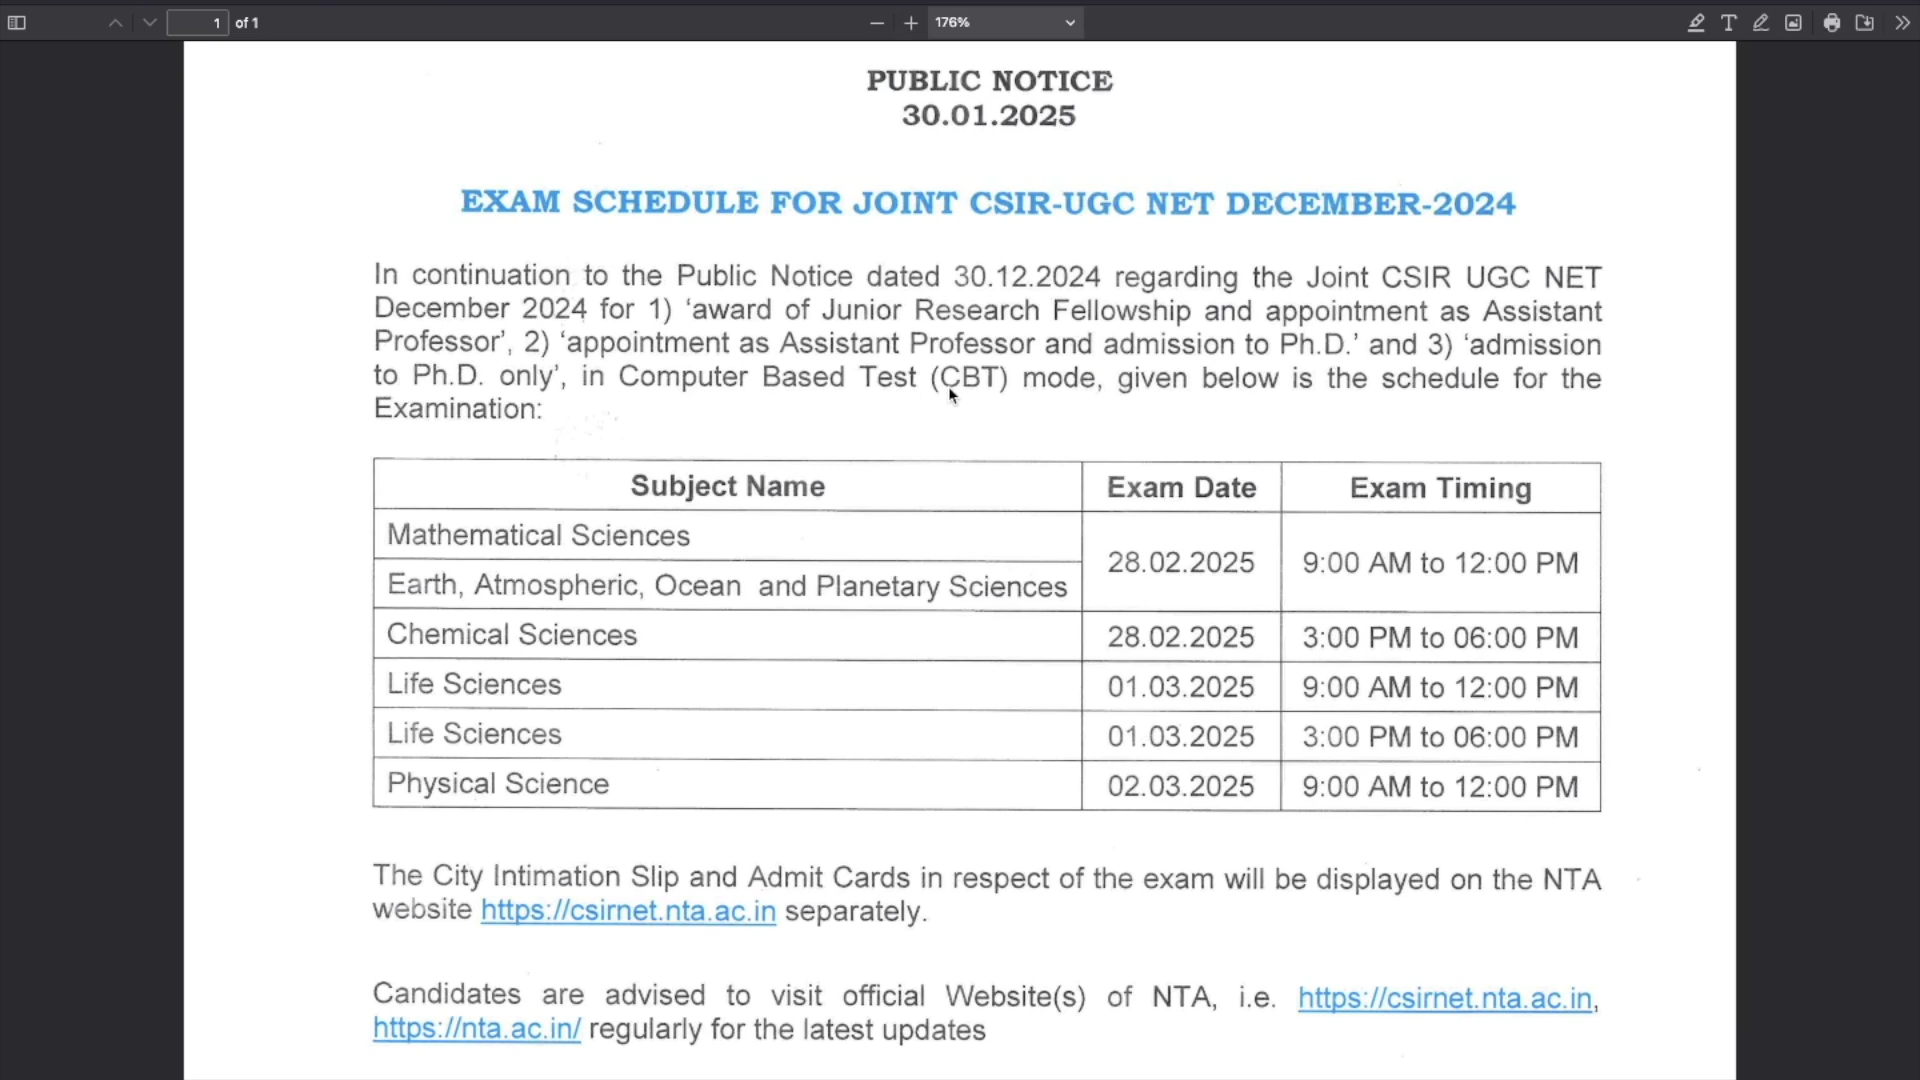 1 of 1
176%
PUBLIC NOTICE
30.01.2025
EXAM SCHEDULE FOR JOINT CSIR-UGC NET DECEMBER-2024
In continuation to the Public Notice dated 30.12.2024 regarding the Joint CSIR UGC NET
December 2024 for 1) ‘award of Junior Research Fellowship and appointment as Assistant
Professor’, 2) ‘appointment as Assistant Professor and admission to Ph.D.’ and 3) ‘admission
to Ph.D. only’, in Computer Based Test (CBT) mode, given below is the schedule for the
Examination:
Subject Name Exam Date Exam Timing
Mathematical Sciences
28.02.2025 9:00 AM to 12:00 PM
Earth, Atmospheric, Ocean and Planetary Sciences
Chemical Sciences 28.02.2025 3:00 PM to 06:00 PM
Life Sciences 01.03.2025 9:00 AM to 12:00 PM
Life Sciences 01.03.2025 3:00 PM to 06:00 PM
Physical Science 02.03.2025 9:00 AM to 12:00 PM
The City Intimation Slip and Admit Cards in respect of the exam will be displayed on the NTA
website https://csirnet.nta.ac.in separately.
Candidates are advised to visit official Website(s) of NTA, i.e. https://csirnet.nta.ac.in,
https://nta.ac.in/ regularly for the latest updates